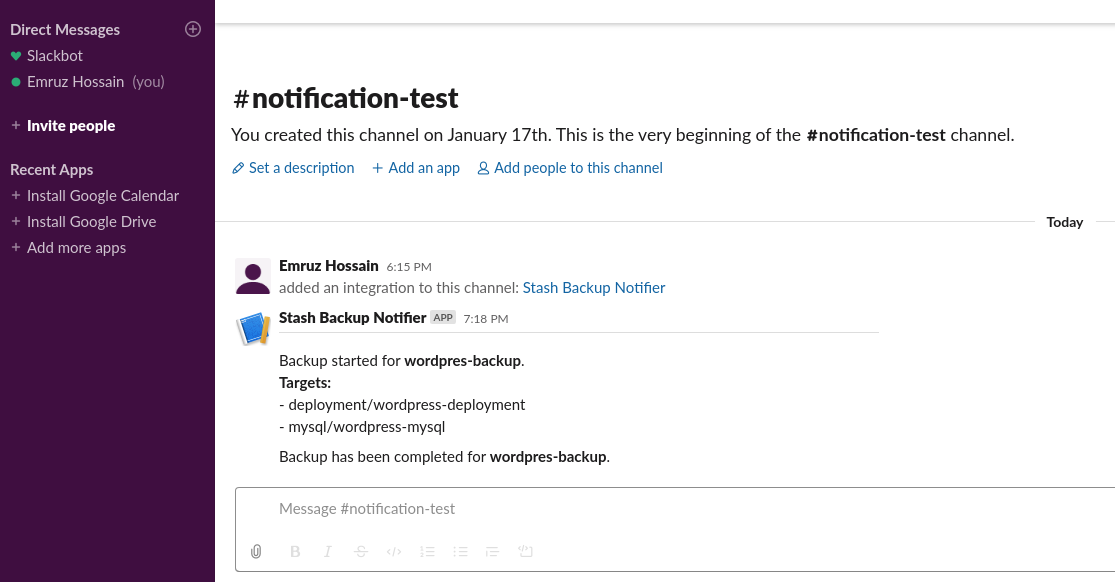 Direct Messages
Slackbot
Emruz Hossain (you)
+ Invite people
Recent Apps
+ Install Google Calendar
+ Install Google Drive
+ Add more apps
#notification-test
You created this channel on January 17th. This is the very beginning of the #notification-test channel.
Set a description + Add an app Add people to this channel
Today
Emruz Hossain 6:15 PM
added an integration to this channel: Stash Backup Notifier
Stash Backup Notifier APP 7:18 PM
Backup started for wordpres-backup.
Targets:
- deployment/wordpress-deployment
- mysql/wordpress-mysql
Backup has been completed for wordpres-backup.
Message #notification-test
B I S </>